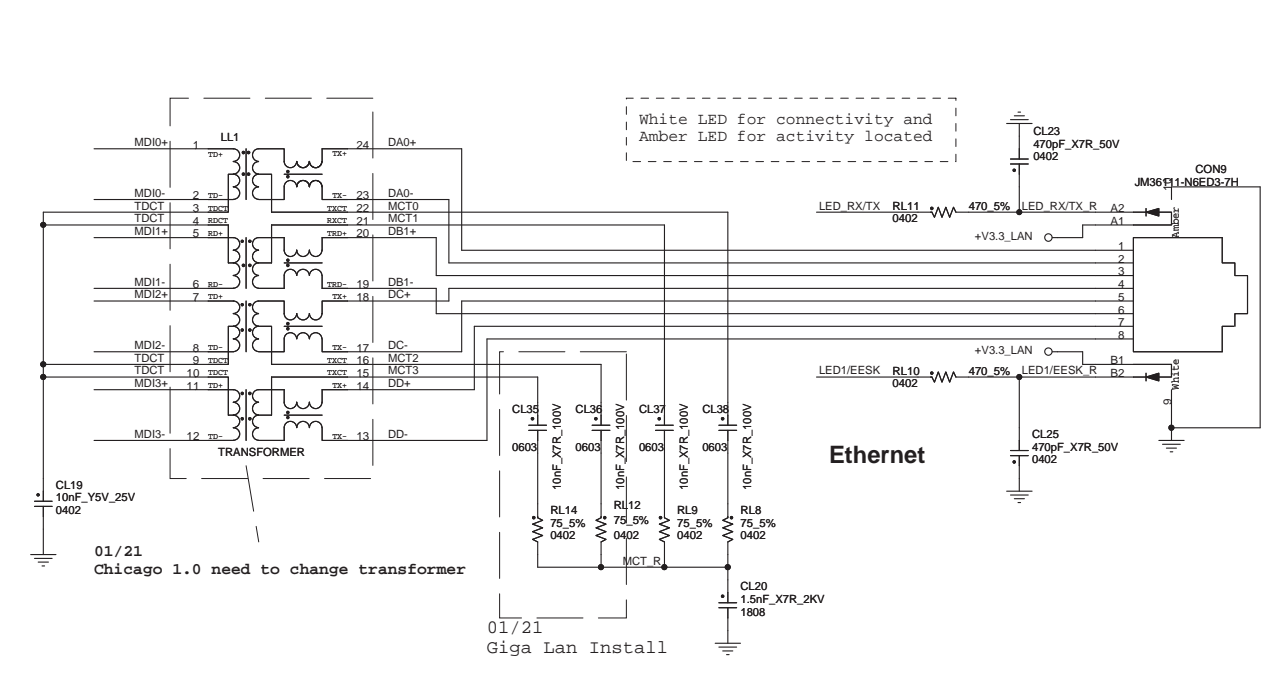 White LED for connectivity and
Amber LED for activity located
CL23
470pF_X7R_50V
0402
CON9
JM36111-N6ED3-7H
LL1
MDI0+ 1 TD+ TX+ 24 DA0+
MDI0- 2 TD- TX- 23 DA0-
TDCT 3 TDCT TXCT 22 MCT0
TDCT 4 RDCT RXCT 21 MCT1
MDI1+ 5 RD+ TRD+ 20 DB1+
MDI1- 6 RD- TRD- 19 DB1-
MDI2+ 7 TD+ TX+ 18 DC+
MDI2- 8 TD- TX- 17 DC-
TDCT 9 TDCT TXCT 16 MCT2
TDCT 10 TDCT TXCT 15 MCT3
MDI3+ 11 TD+ TX+ 14 DD+
MDI3- 12 TD- TX- 13 DD-
TRANSFORMER
LED_RX/TX RL11 470_5% LED_RX/TX_R A2
0402
A1
+V3.3_LAN
Amber
1
2
3
4
5
6
7
8
+V3.3_LAN
B1
LED1/EESK RL10 470_5% LED1/EESK_R B2
0402
White
9
CL35
0603
10nF_X7R_100V
CL36
0603
10nF_X7R_100V
CL37
0603
10nF_X7R_100V
CL38
0603
10nF_X7R_100V
Ethernet
CL25
470pF_X7R_50V
0402
CL19
10nF_Y5V_25V
0402
RL14
75_5%
0402
RL12
75_5%
0402
RL9
75_5%
0402
RL8
75_5%
0402
01/21
Chicago 1.0 need to change transformer
MCT_R
CL20
1.5nF_X7R_2KV
1808
01/21
Giga Lan Install